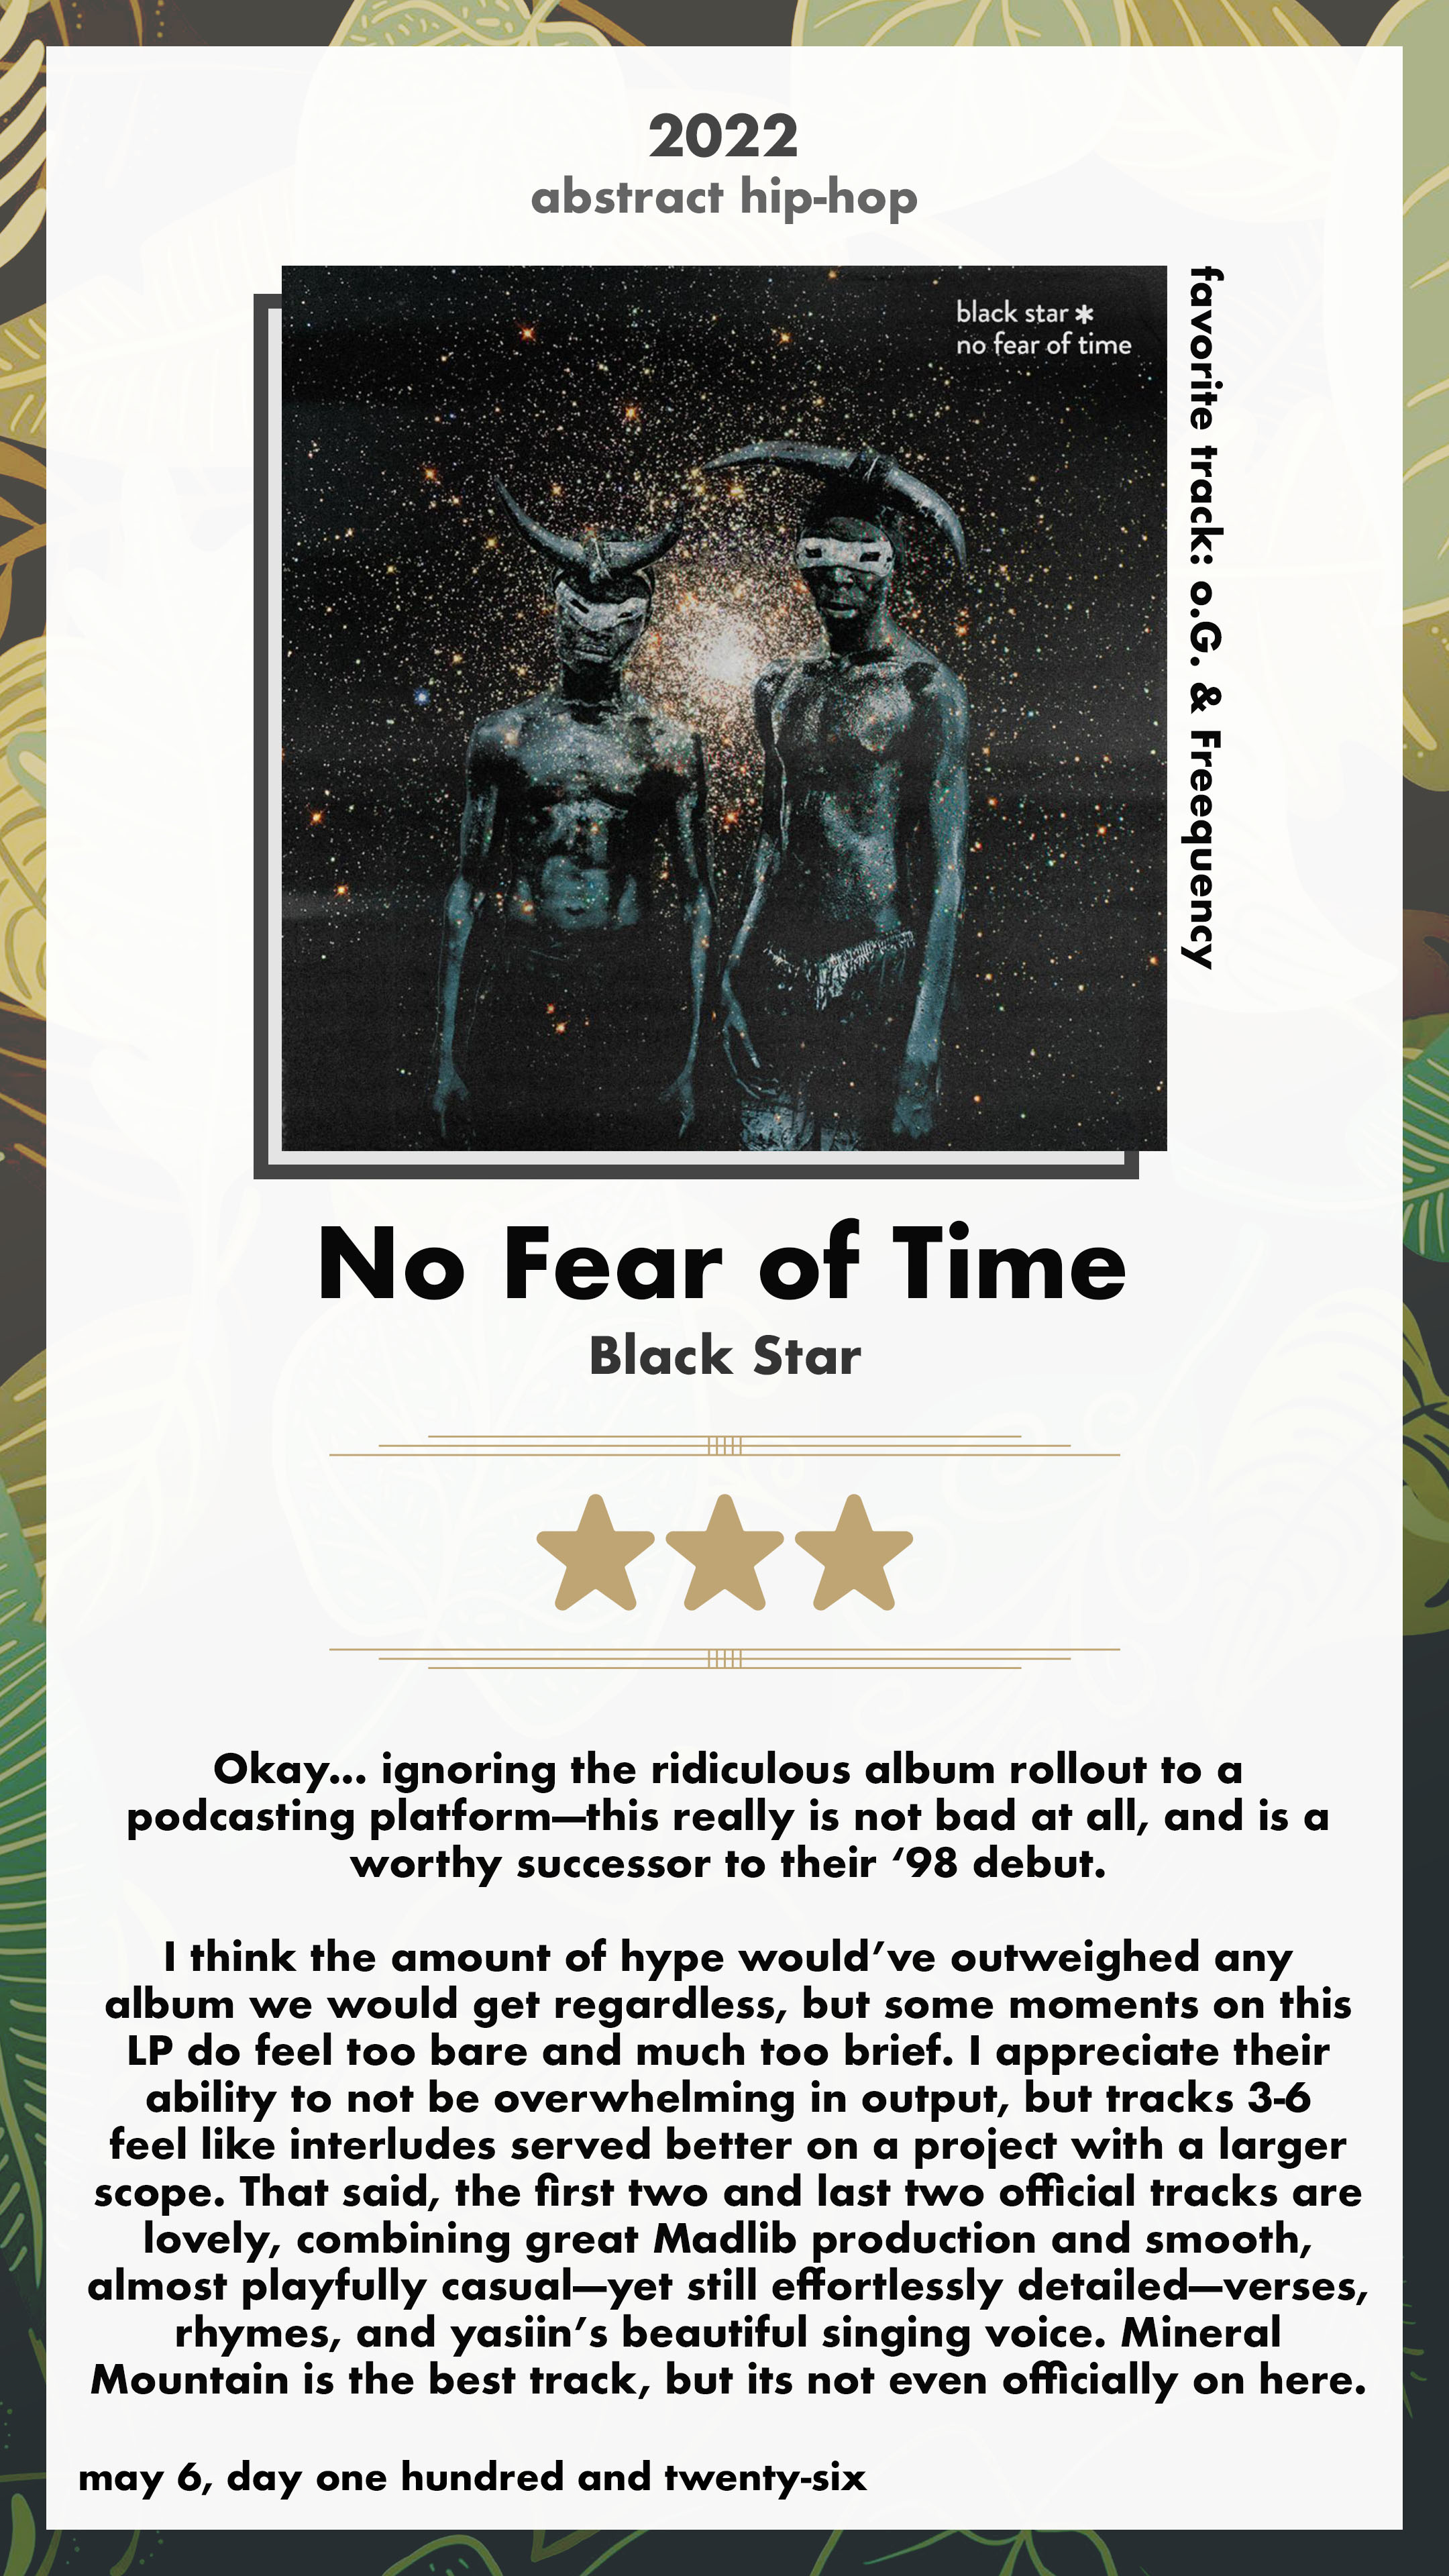 2022
abstract hip-hop
black star *
no fear of time
favorite track: o.G. & Freequency
No Fear of Time
Black Star
Okay... ignoring the ridiculous album rollout to a
podcasting platform—this really is not bad at all, and is a
worthy successor to their ‘98 debut.
I think the amount of hype would’ve outweighed any
album we would get regardless, but some moments on this
LP do feel too bare and much too brief. I appreciate their
ability to not be overwhelming in output, but tracks 3-6
feel like interludes served better on a project with a larger
scope. That said, the first two and last two official tracks are
lovely, combining great Madlib production and smooth,
almost playfully casual—yet still effortlessly detailed—verses,
rhymes, and yasiin’s beautiful singing voice. Mineral
Mountain is the best track, but its not even officially on here.
may 6, day one hundred and twenty-six